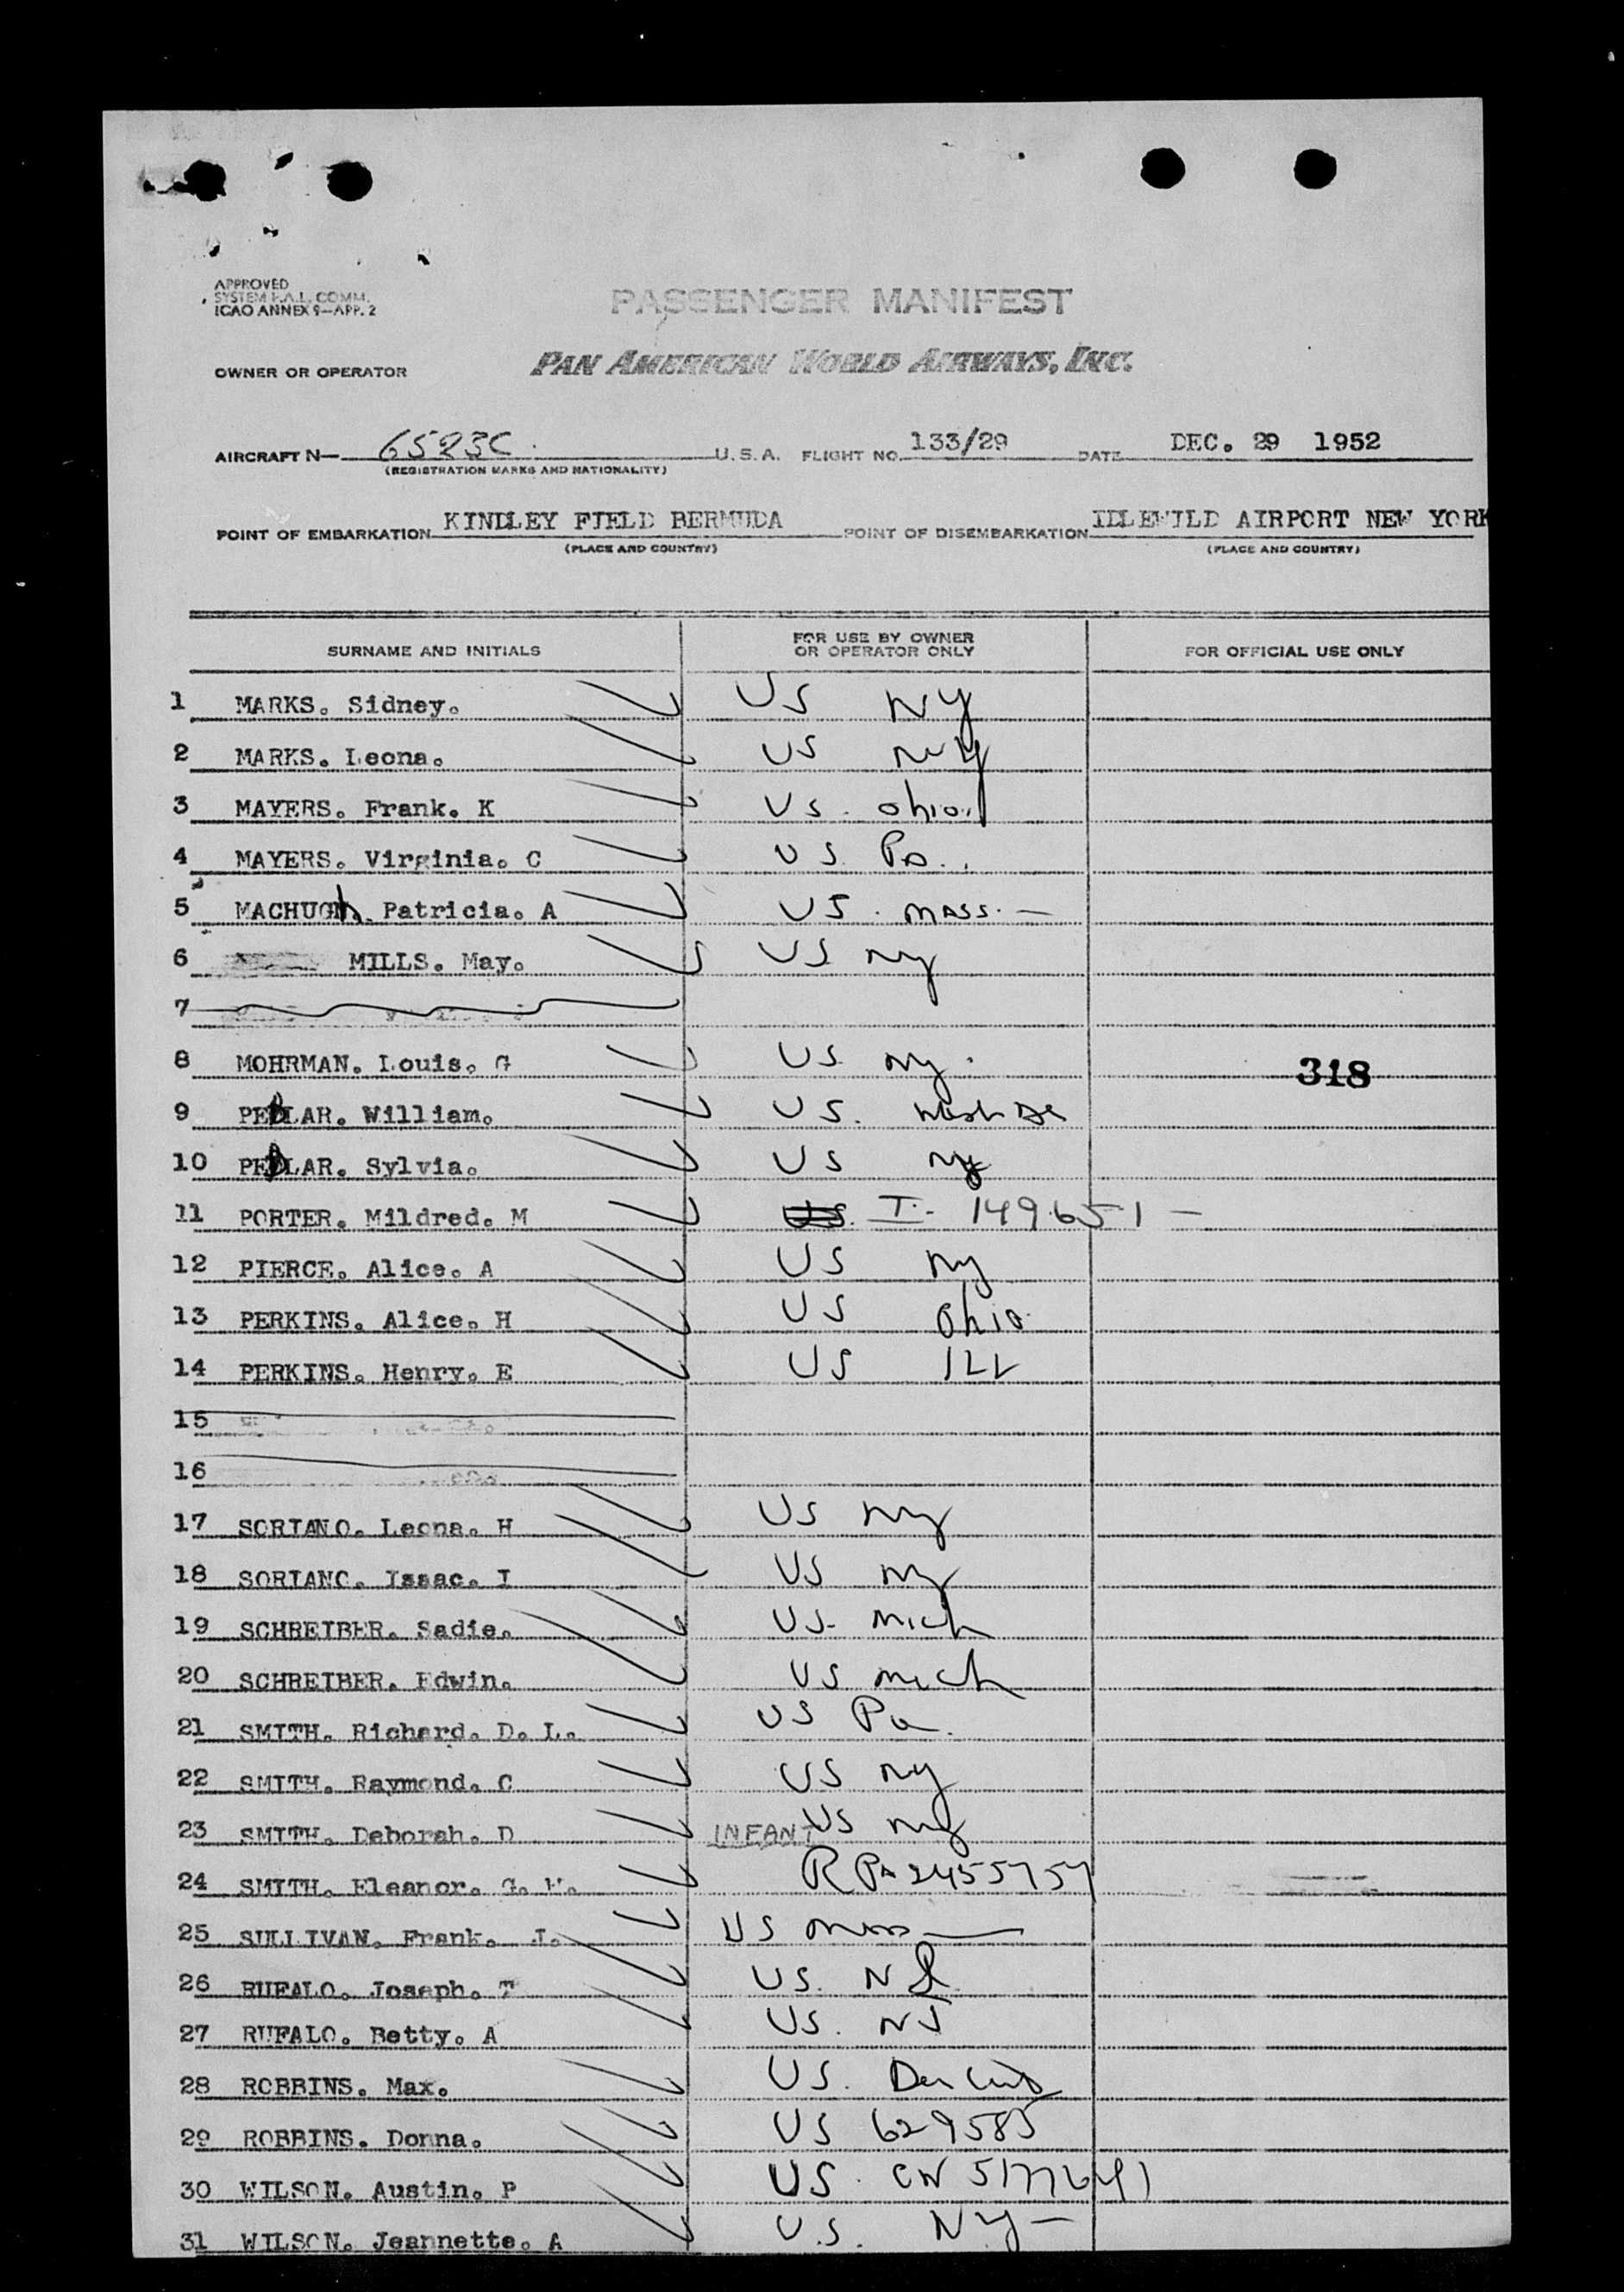 APPROVED
SYSTEM F.A.L. COMM.
ICAO ANNEX 9—APP. 2
PASSENGER MANIFEST
OWNER OR OPERATOR PAN AMERICAN WORLD AIRWAYS, INC.
AIRCRAFT N— 6523C U.S.A. FLIGHT NO. 133/29 DATE DEC. 29 1952
(REGISTRATION MARKS AND NATIONALITY)
POINT OF EMBARKATION KINDLEY FIELD BERMUDA POINT OF DISEMBARKATION IDLEWILD AIRPORT NEW YORK
(PLACE AND COUNTRY) (PLACE AND COUNTRY)
SURNAME AND INITIALS FOR USE BY OWNER OR OPERATOR ONLY FOR OFFICIAL USE ONLY
1 MARKS. Sidney. US NY
2 MARKS. Leona. US NY
3 MAYERS. Frank. K US. Ohio
4 MAYERS. Virginia. C US. Pa.
5 MACHUGh. Patricia. A US. Mass. —
6 MILLS. May. US NY
7
8 MOHRMAN. Louis. G US NY. 318
9 PEDLAR. William. US.
10 PEDLAR. Sylvia. US NY
11 PORTER. Mildred. M US. I - 149651 —
12 PIERCE. Alice. A US NY
13 PERKINS. Alice. H US Ohio
14 PERKINS. Henry. E US ILL
15
16
17 SORIANO. Leona. H US NY
18 SORIANO. Isaac. I US NY
19 SCHREIBER. Sadie. US- Mich
20 SCHREIBER. Edwin. US Mich
21 SMITH. Richard. D. L. US Pa.
22 SMITH. Raymond. C US NY
23 SMITH. Deborah. D INFANT US NY
24 SMITH. Eleanor. G.
25 SULLIVAN. Frank. J. US Mass —
26 RUFALO. Joseph. T US. NJ
27 RUFALO. Betty. A US. NJ
28 ROBBINS. Max. US.
29 ROBBINS. Donna. US 629585
30 WILSON. Austin. P US. CN 5177641
31 WILSON. Jeannette. A U.S. NY —